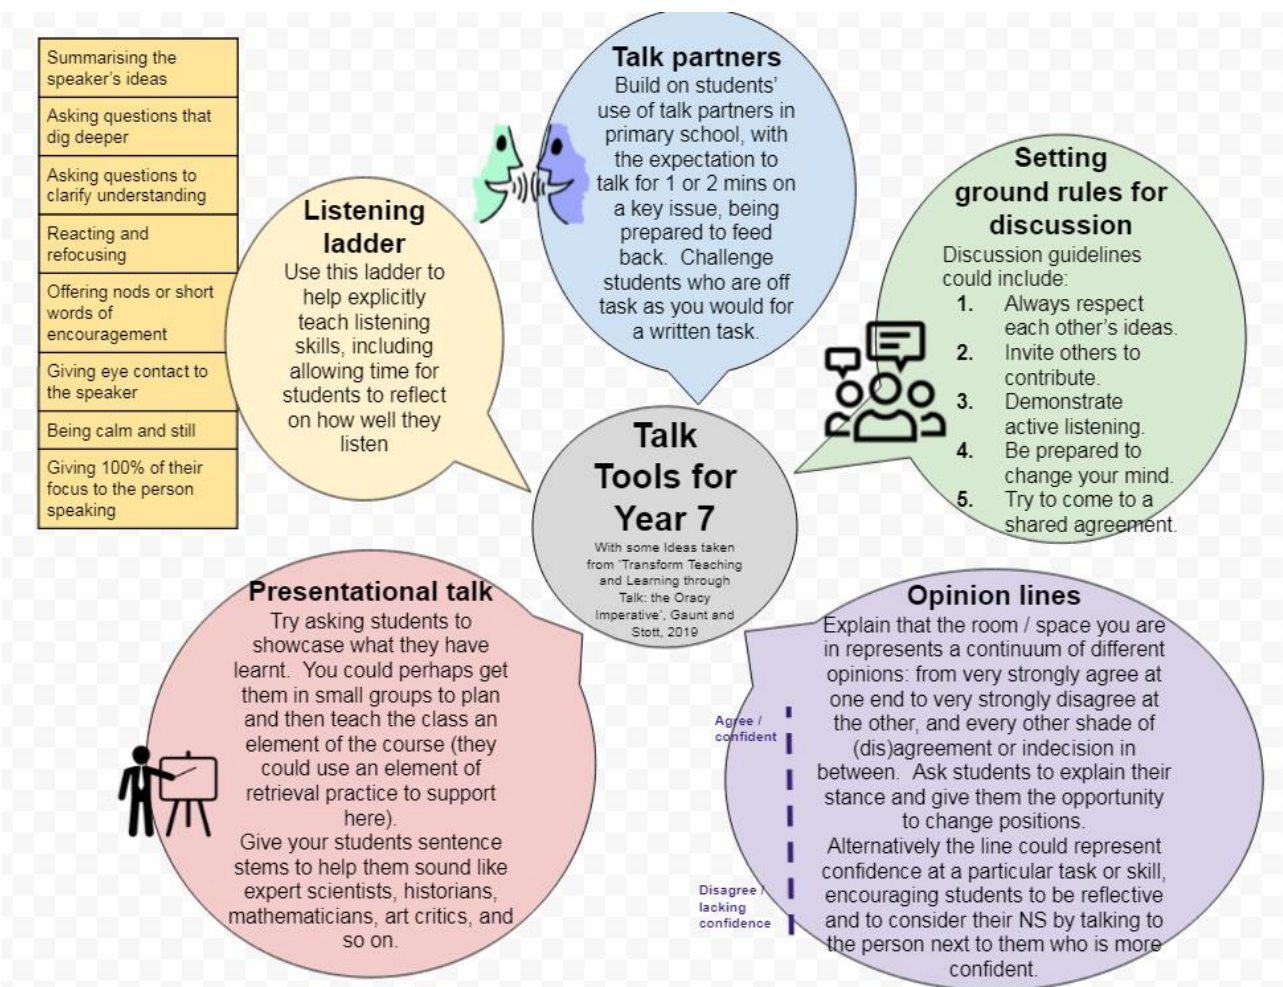 Summarising the
speaker's ideas
Asking questions that
dig deeper
Asking questions to
clarify understanding
Reacting and
refocusing
Offering nods or short
words of
encouragement
Giving eye contact to
the speaker
Being calm and still
Giving 100% of their
focus to the person
speaking
Listening
ladder
Use this ladder to
help explicitly
teach listening
skills, including
allowing time for
students to reflect
on how well they
listen
Talk partners
Build on students'
use of talk partners in
primary school, with
the expectation to
talk for 1 or 2 mins on
a key issue, being
prepared to feed
back. Challenge
students who are off
task as you would for
a written task.
Setting
ground rules for
discussion
Discussion guidelines
could include:
1. Always respect
each other's ideas.
2. Invite others to
contribute.
3. Demonstrate
active listening.
4. Be prepared to
change your mind.
5. Try to come to a
shared agreement.
Talk
Tools for
Year 7
With some Ideas taken
from 'Transform Teaching
and Learning through
Talk: the Oracy
Imperative', Gaunt and
Stott, 2019
Presentational talk
Try asking students to
showcase what they have
learnt. You could perhaps get
them in small groups to plan
and then teach the class an
element of the course (they
could use an element of
retrieval practice to support
here).
Give your students sentence
stems to help them sound like
expert scientists, historians,
mathematicians, art critics, and
so on.
Opinion lines
Explain that the room / space you are
in represents a continuum of different
opinions: from very strongly agree at
one end to very strongly disagree at
the other, and every other shade of
(dis)agreement or indecision in
between. Ask students to explain their
stance and give them the opportunity
to change positions.
Alternatively the line could represent
confidence at a particular task or skill,
encouraging students to be reflective
and to consider their NS by talking to
the person next to them who is more
confident.
Agree /
confident
Disagree /
lacking
confidence